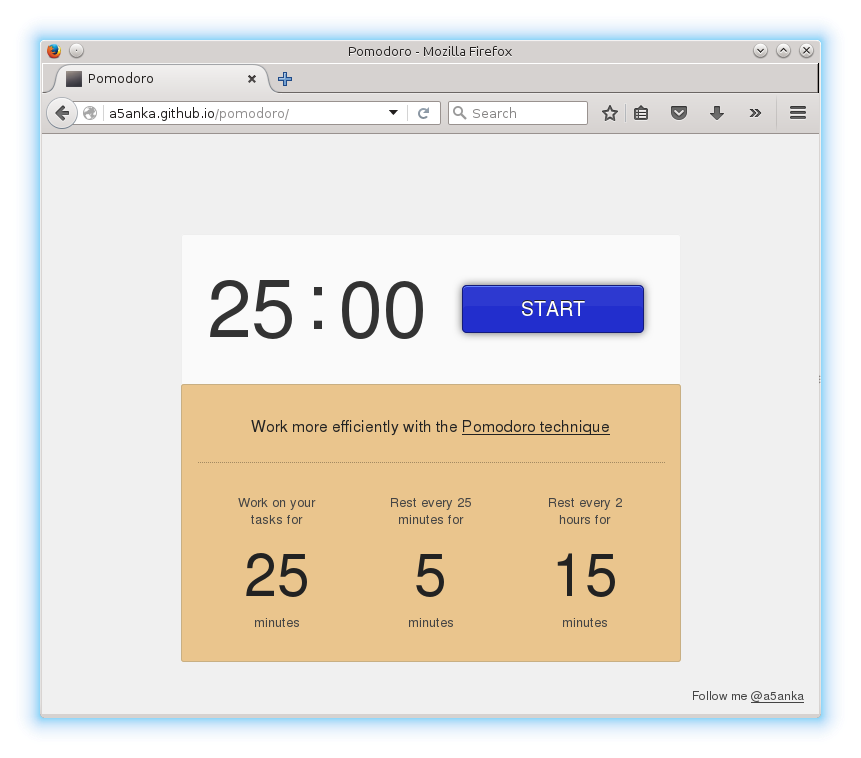 Pomodoro - Mozilla Firefox
Pomodoro
a5anka.github.io/pomodoro/
Search
25:00
START
Work more efficiently with the Pomodoro technique
Work on your
tasks for
25
minutes
Rest every 25
minutes for
5
minutes
Rest every 2
hours for
15
minutes
Follow me @a5anka